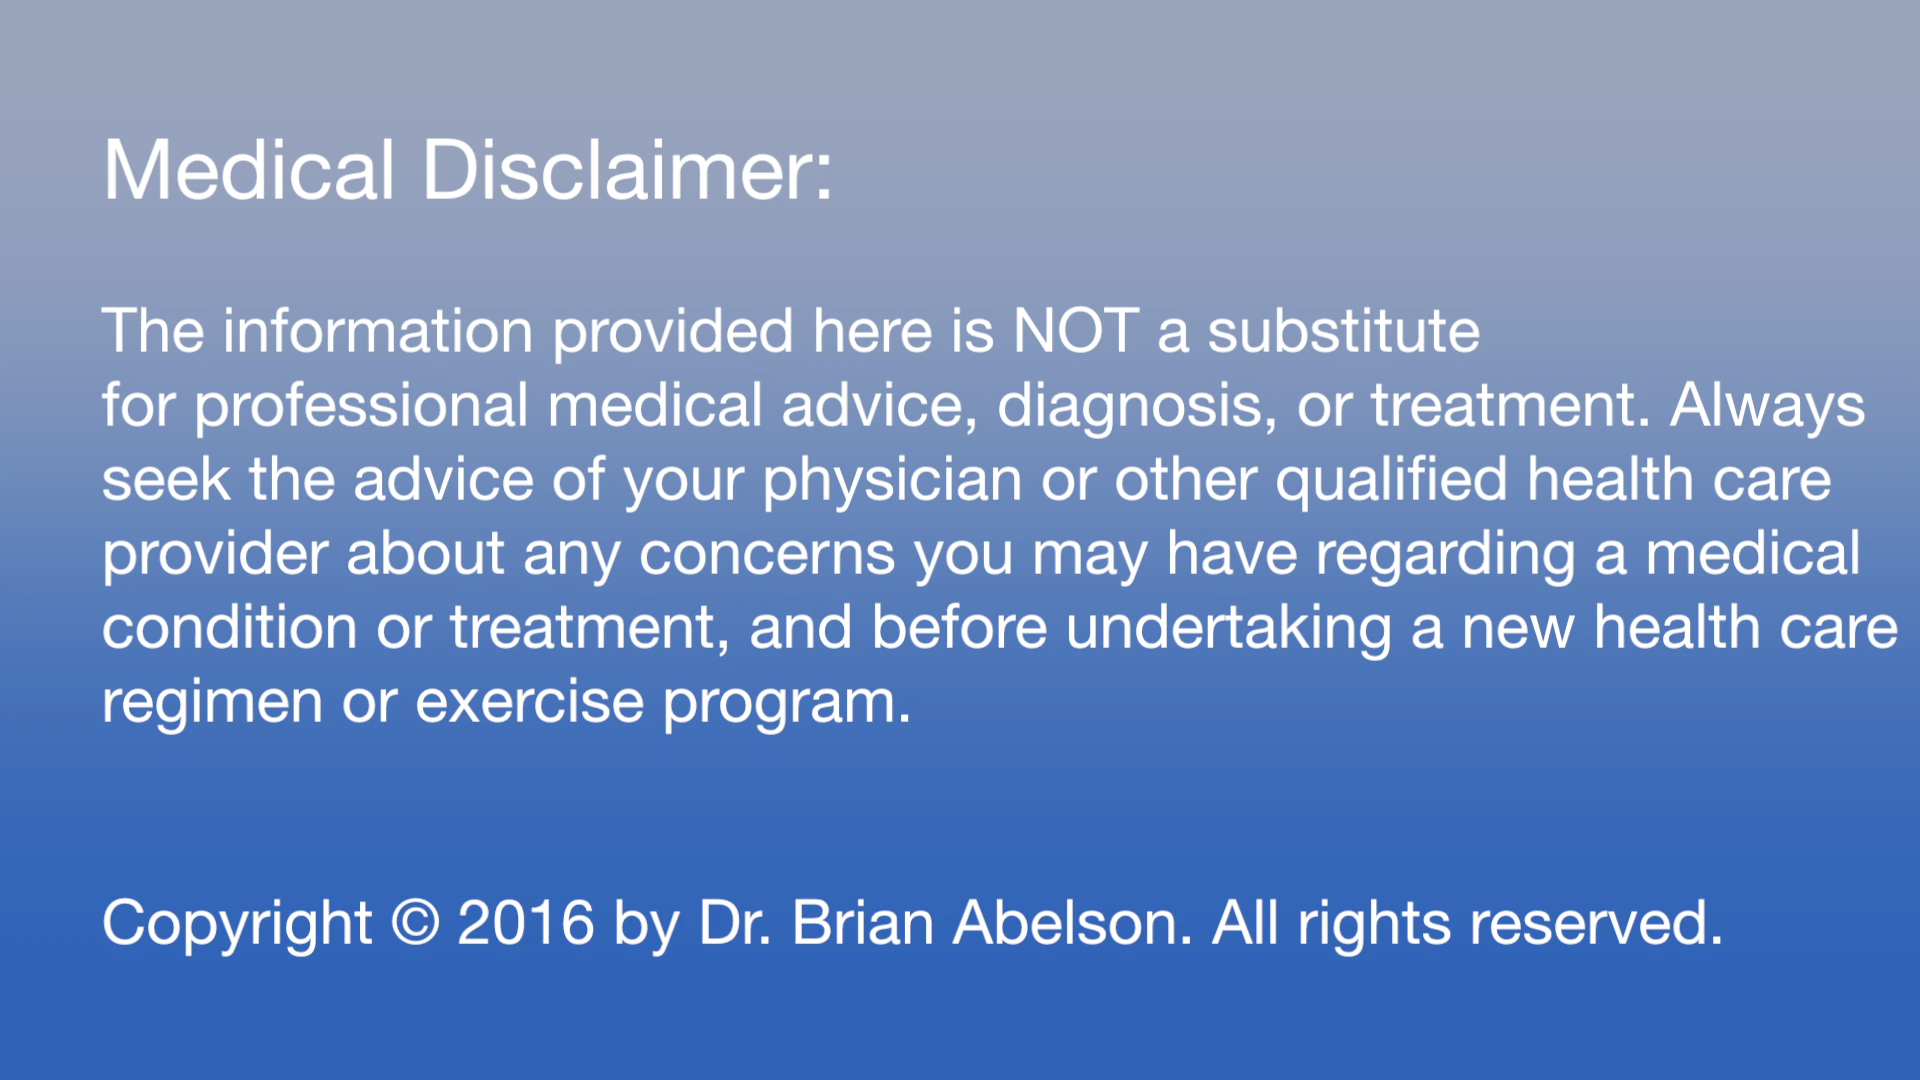 Medical Disclaimer:
The information provided here is NOT a substitute
for professional medical advice, diagnosis, or treatment. Always
seek the advice of your physician or other qualified health care
provider about any concerns you may have regarding a medical
condition or treatment, and before undertaking a new health care
regimen or exercise program.
Copyright © 2016 by Dr. Brian Abelson. All rights reserved.